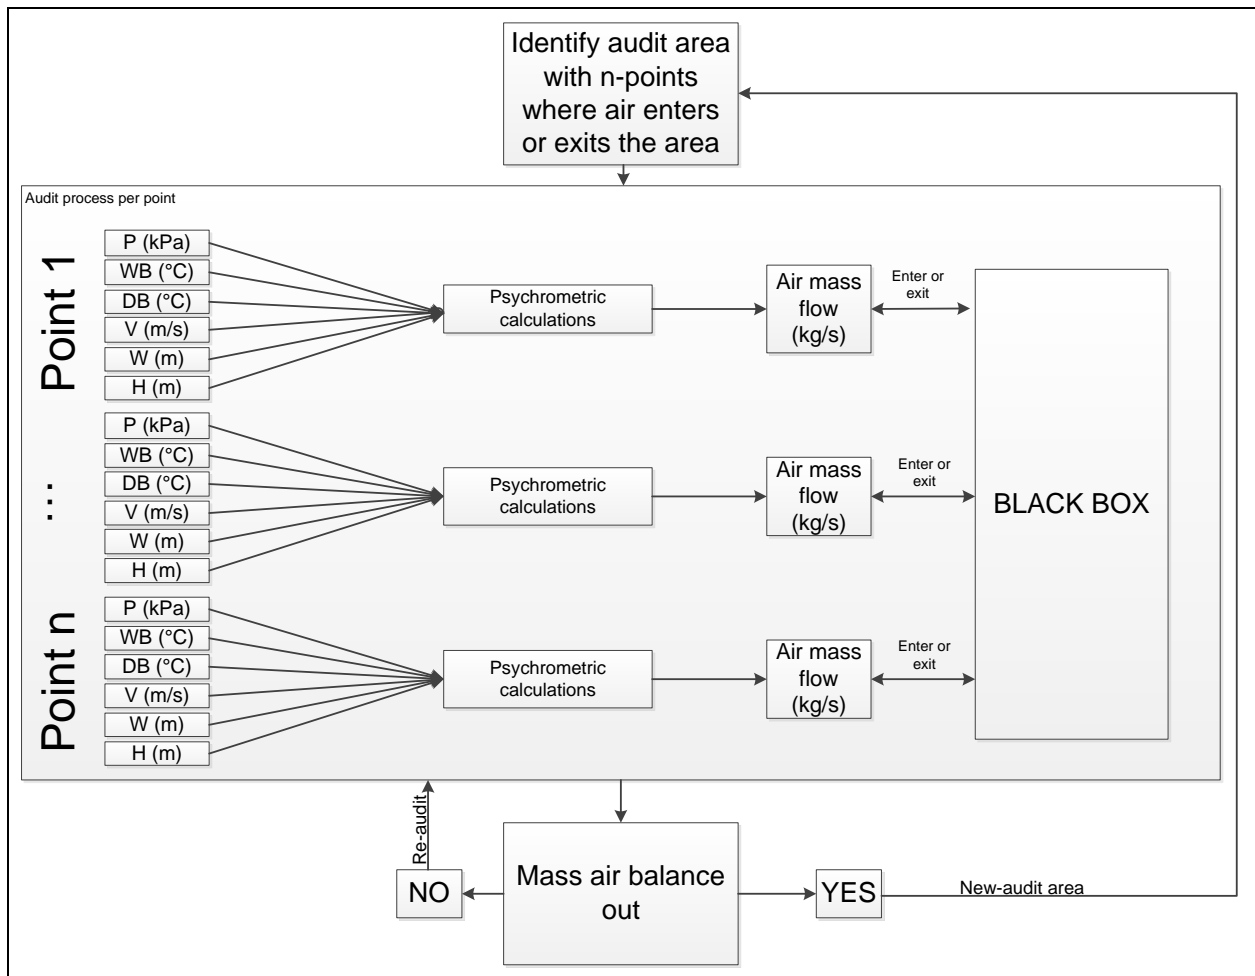 Identify audit area
with n-points
where air enters
or exits the area
Audit process per point
Point 1
P (kPa)
WB (°C)
DB (°C)
V (m/s)
W (m)
H (m)
Psychrometric
calculations
Air mass
flow
(kg/s)
Enter or
exit
...
P (kPa)
WB (°C)
DB (°C)
V (m/s)
W (m)
H (m)
Psychrometric
calculations
Air mass
flow
(kg/s)
Enter or
exit
BLACK BOX
Point n
P (kPa)
WB (°C)
DB (°C)
V (m/s)
W (m)
H (m)
Psychrometric
calculations
Air mass
flow
(kg/s)
Enter or
exit
Re-audit
NO
Mass air balance
out
YES
New-audit area